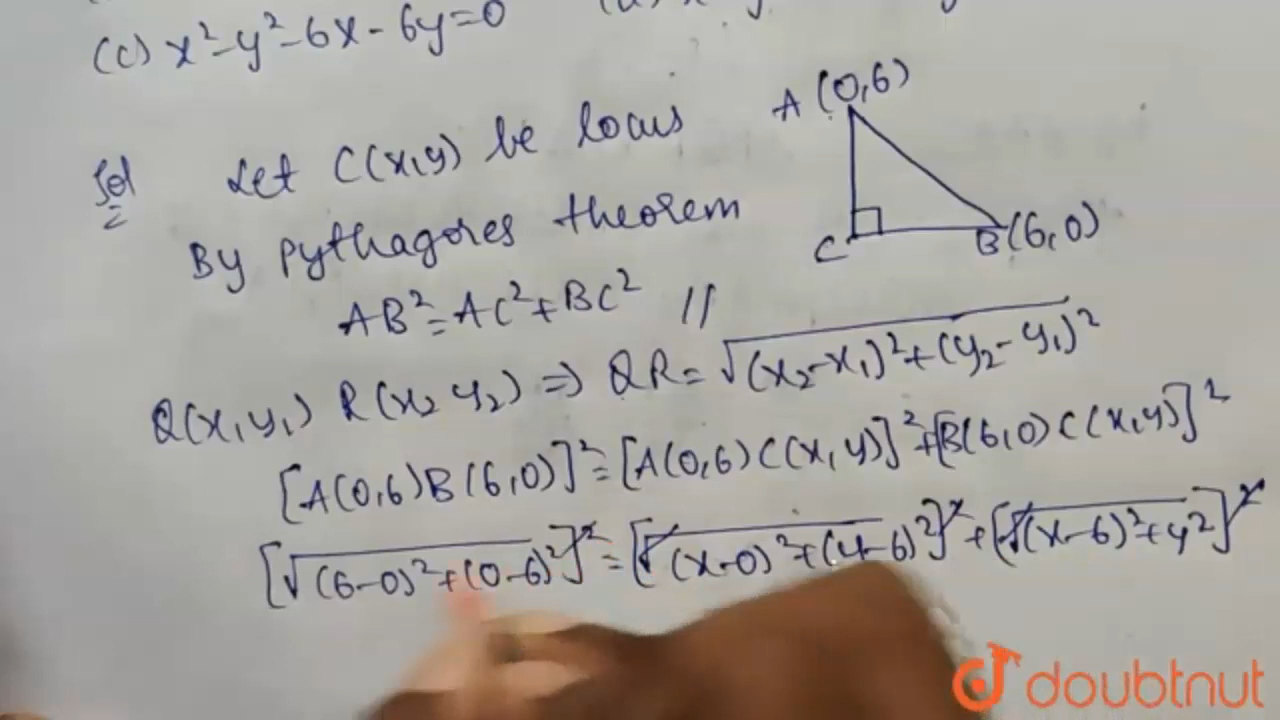 (C) x²-y²-6x-6y=0
Sol Let C(x,y) be locus
A (0,6)
By pythagores theorem
C
B(6,0)
AB²=AC²+BC² //
Q(x₁y₁) R(x₂ y₂) ⇒ QR=√(x₂-x₁)²+(y₂-y₁)²
[A(0,6)B(6,0)]²=[A(0,6)C(x,y)]²+[B(6,0)C(x,y)]²
[√(6-0)²+(0-6)²]²=[√(x-0)²+(y-6)²]²+[√(x-6)²+y²]²
doubtnut